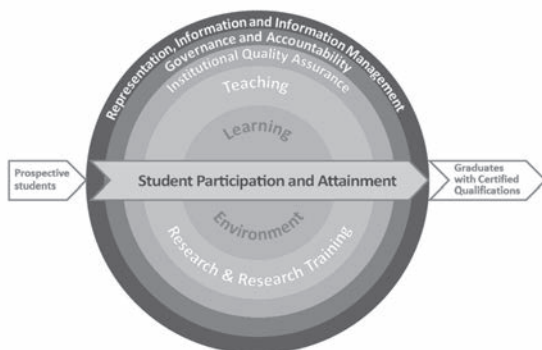 Representation, Information and Information Management
Governance and Accountability
Institutional Quality Assurance
Teaching
Learning
Prospective
students
Student Participation and Attainment
Graduates
with Certified
Qualifications
Environment
Research & Research Training